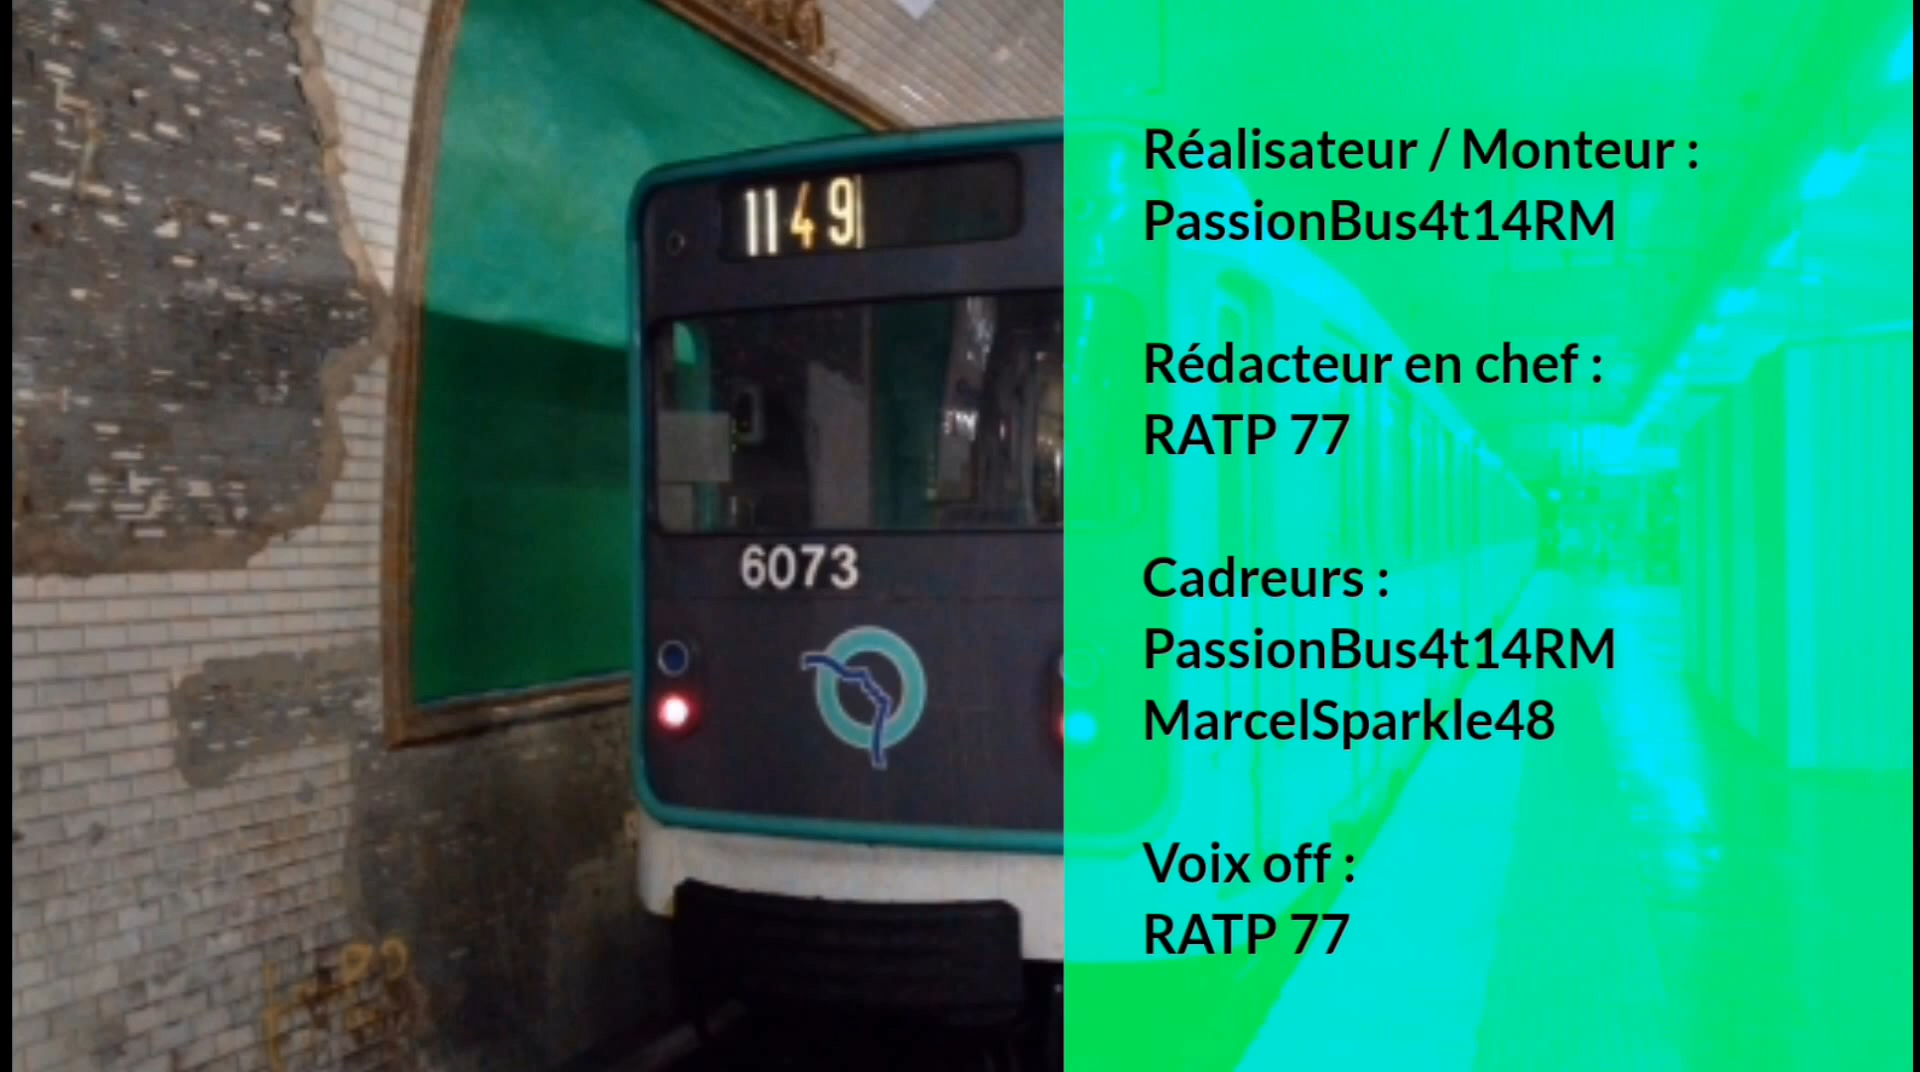 1149
6073
Réalisateur / Monteur :
PassionBus4t14RM
Rédacteur en chef :
RATP 77
Cadreurs :
PassionBus4t14RM
MarcelSparkle48
Voix off :
RATP 77